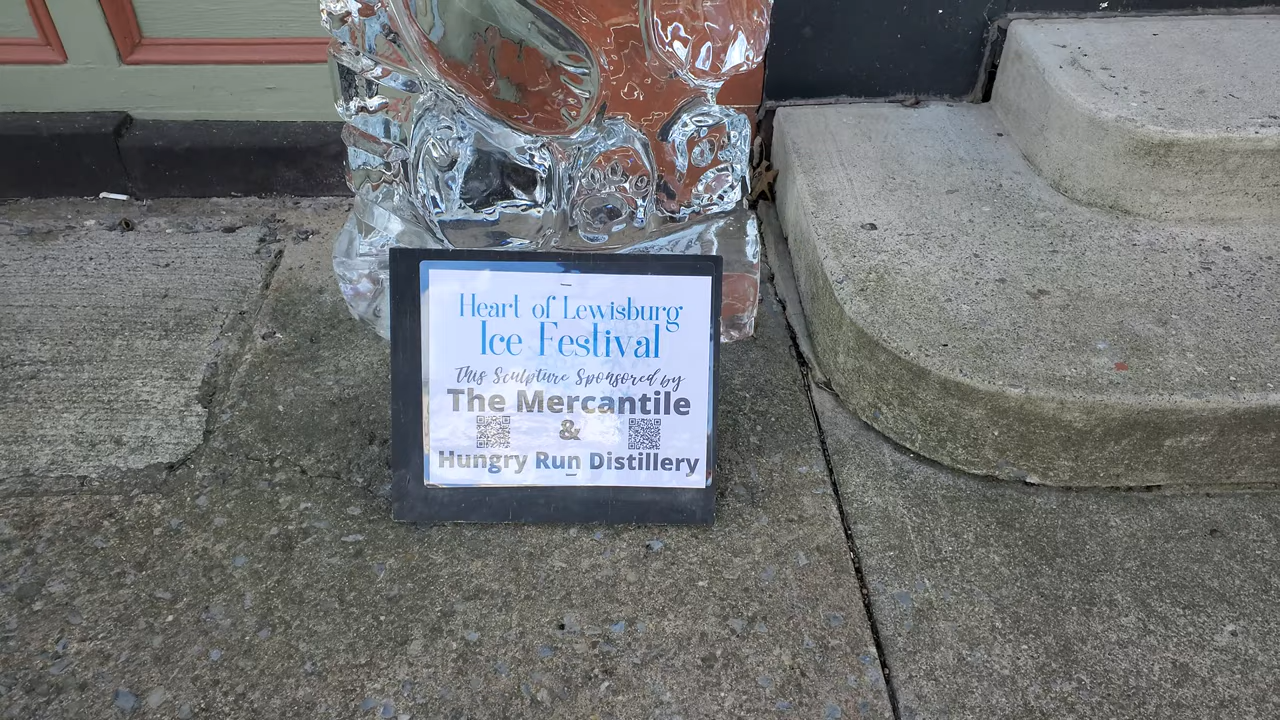 Heart of Lewisburg
Ice Festival
This Sculpture Sponsored by
The Mercantile
&
Hungry Run Distillery